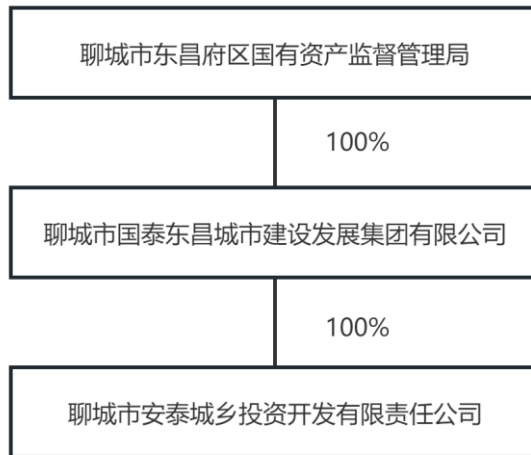 聊城市东昌府区国有资产监督管理局
100%
聊城市国泰东昌城市建设发展集团有限公司
100%
聊城市安泰城乡投资开发有限责任公司